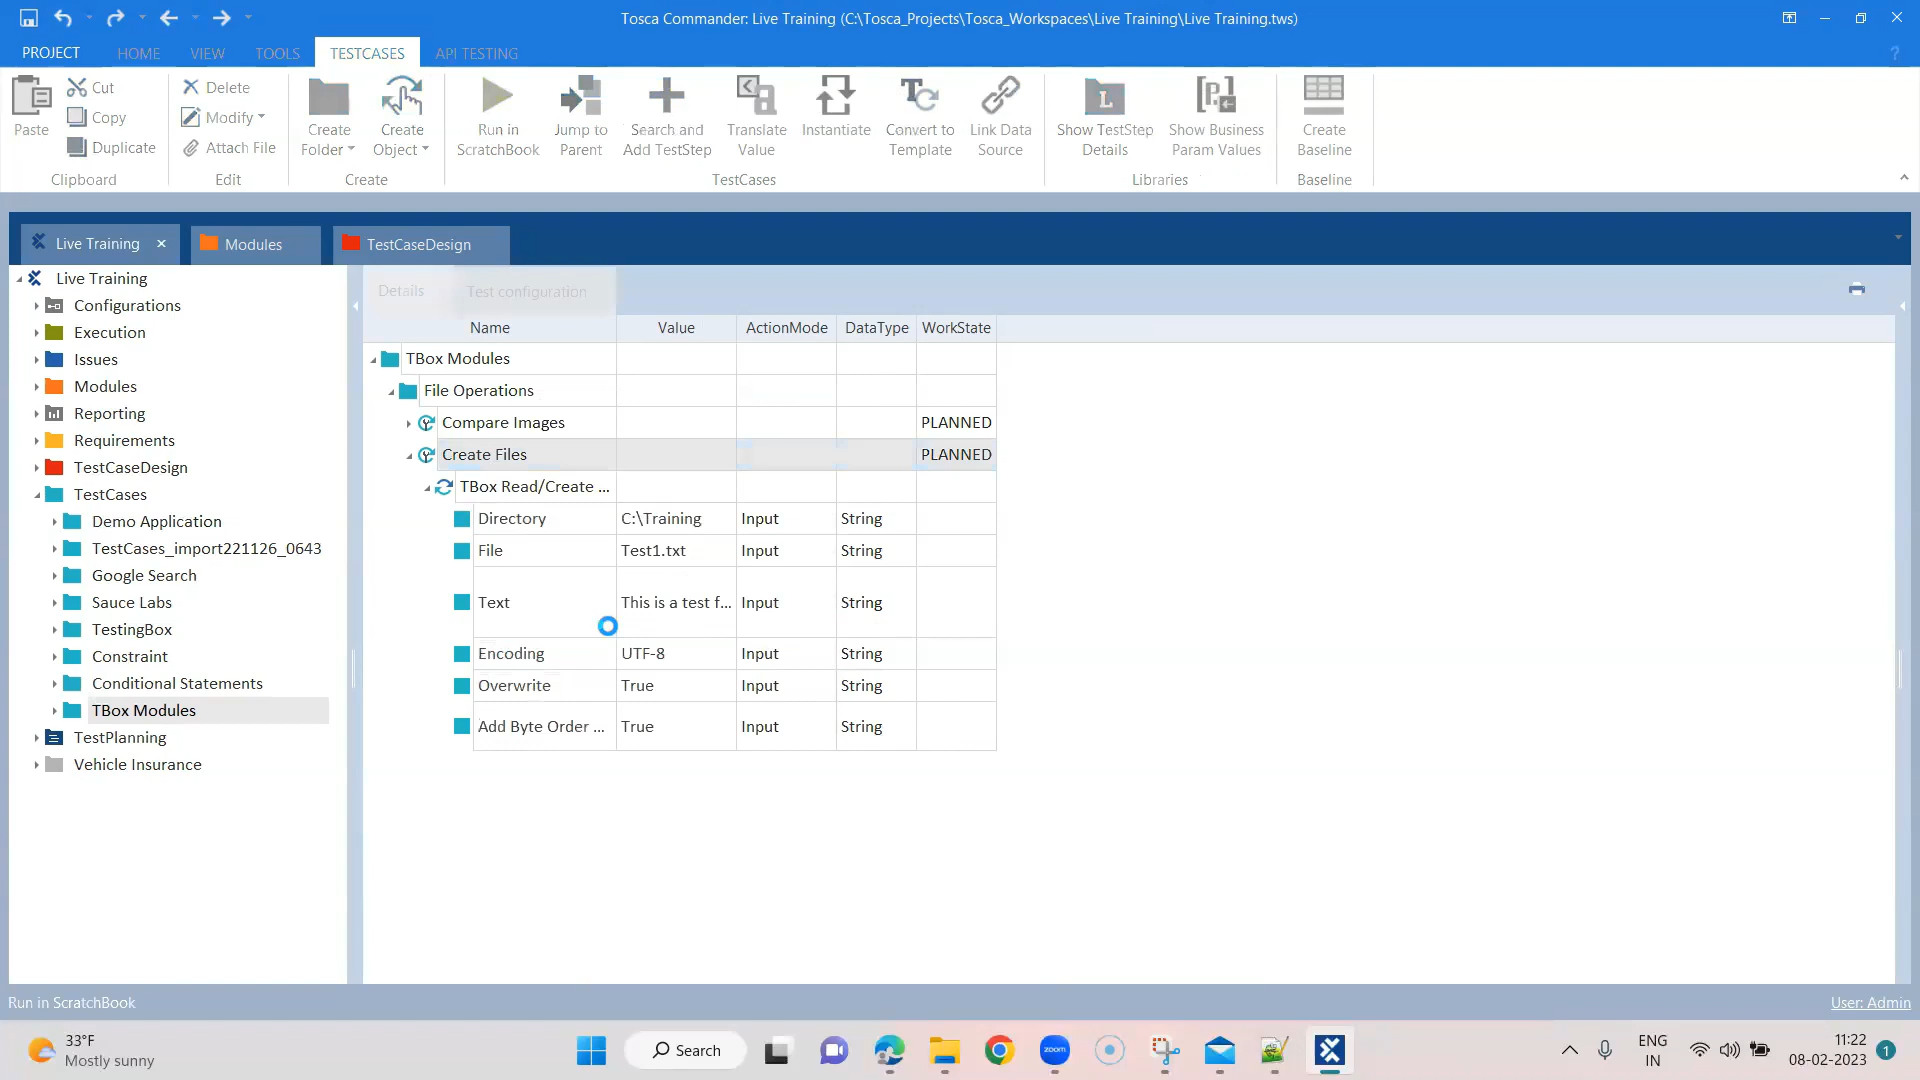 Tosca Commander: Live Training (C:\Tosca_Projects\Tosca_Workspaces\Live Training\Live Training.tws)
PROJECT HOME VIEW TOOLS TESTCASES API TESTING ?
Paste
Cut
Copy
Duplicate
Clipboard
Delete
Modify
Attach File
Edit
Create Folder
Create Object
Create
Run in ScratchBook
Jump to Parent
Search and Add TestStep
Translate Value
Instantiate
Convert to Template
Link Data Source
TestCases
Show TestStep Details
Show Business Param Values
Libraries
Create Baseline
Baseline
Live Training
Modules
TestCaseDesign
Live Training
Configurations
Execution
Issues
Modules
Reporting
Requirements
TestCaseDesign
TestCases
Demo Application
TestCases_import221126_0643
Google Search
Sauce Labs
TestingBox
Constraint
Conditional Statements
TBox Modules
TestPlanning
Vehicle Insurance
Details Test configuration
Name Value ActionMode DataType WorkState
TBox Modules
File Operations
Compare Images PLANNED
Create Files PLANNED
TBox Read/Create ...
Directory C:\Training Input String
File Test1.txt Input String
Text This is a test f... Input String
Encoding UTF-8 Input String
Overwrite True Input String
Add Byte Order ... True Input String
Run in ScratchBook
User: Admin
33°F
Mostly sunny
Search
zoom
ENG
IN
11:22
08-02-2023
1